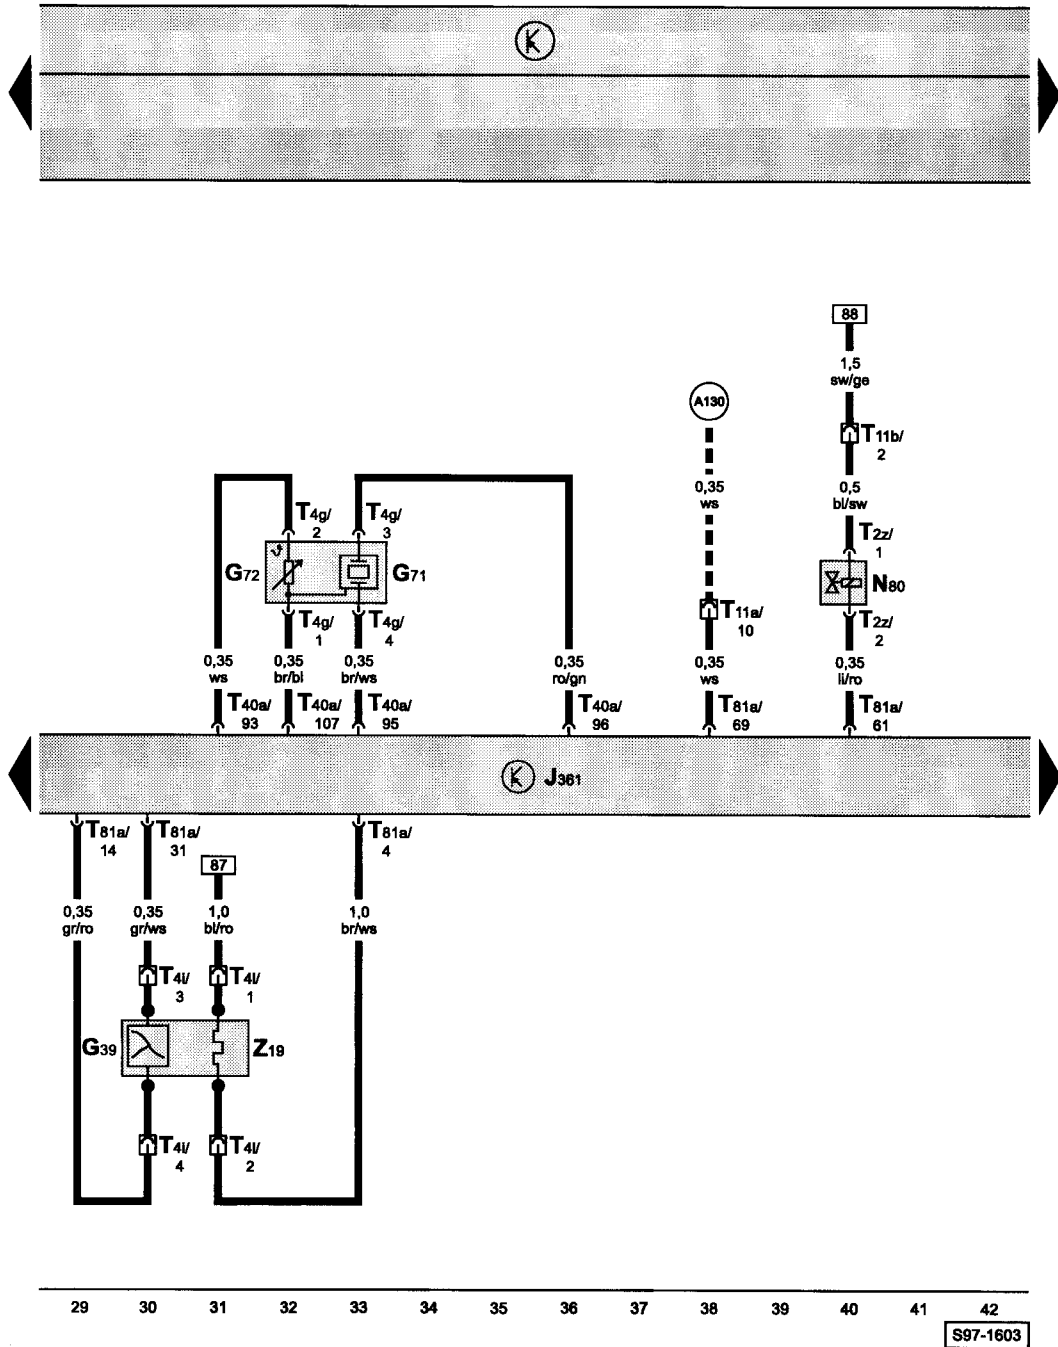 88
1,5
sw/ge
A130
T11b/
2
0,35
ws
0,5
bl/sw
T4g/
2
T4g/
3
T2z/
1
G72
G71
N80
T11a/
10
T4g/
1
T4g/
4
T2z/
2
0,35
ws
0,35
br/bl
0,35
br/ws
0,35
ro/gn
0,35
ws
0,35
li/ro
T40a/
93
T40a/
107
T40a/
95
T40a/
96
T81a/
69
T81a/
61
J361
T81a/
14
T81a/
31
T81a/
4
87
0,35
gr/ro
0,35
gr/ws
1,0
bl/ro
1,0
br/ws
T4l/
3
T4l/
1
G39
Z19
T4l/
4
T4l/
2
29 30 31 32 33 34 35 36 37 38 39 40 41 42
S97-1603